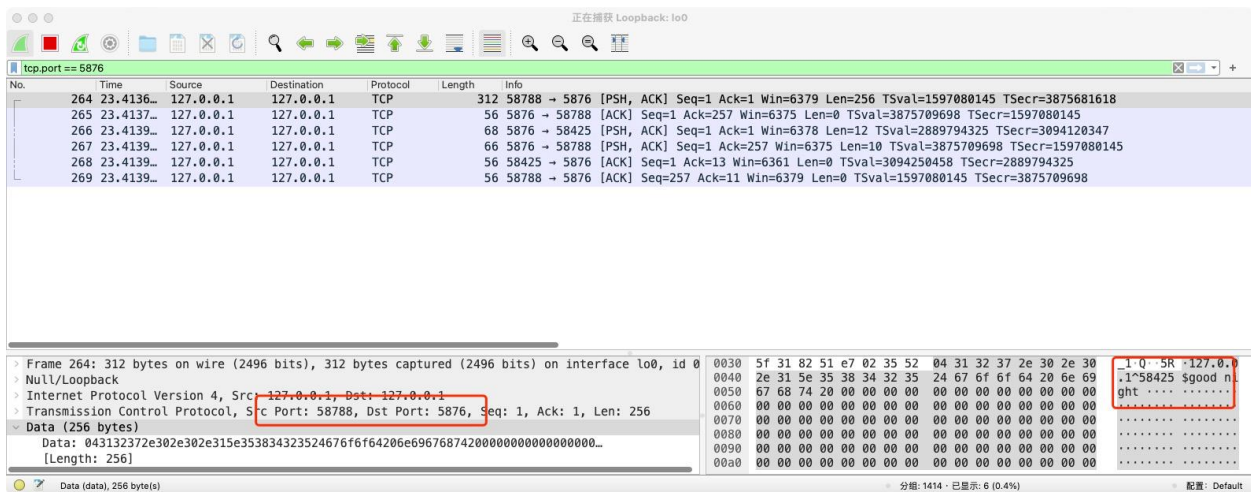 正在捕获 Loopback: lo0
tcp.port == 5876
No. Time Source Destination Protocol Length Info
264 23.4136… 127.0.0.1 127.0.0.1 TCP 312 58788 → 5876 [PSH, ACK] Seq=1 Ack=1 Win=6379 Len=256 TSval=1597080145 TSecr=3875681618
265 23.4137… 127.0.0.1 127.0.0.1 TCP 56 5876 → 58788 [ACK] Seq=1 Ack=257 Win=6375 Len=0 TSval=3875709698 TSecr=1597080145
266 23.4139… 127.0.0.1 127.0.0.1 TCP 68 5876 → 58425 [PSH, ACK] Seq=1 Ack=1 Win=6378 Len=12 TSval=2889794325 TSecr=3094120347
267 23.4139… 127.0.0.1 127.0.0.1 TCP 66 5876 → 58788 [PSH, ACK] Seq=1 Ack=257 Win=6375 Len=10 TSval=3875709698 TSecr=1597080145
268 23.4139… 127.0.0.1 127.0.0.1 TCP 56 58425 → 5876 [ACK] Seq=1 Ack=13 Win=6361 Len=0 TSval=3094250458 TSecr=2889794325
269 23.4139… 127.0.0.1 127.0.0.1 TCP 56 58788 → 5876 [ACK] Seq=257 Ack=11 Win=6379 Len=0 TSval=1597080145 TSecr=3875709698
Frame 264: 312 bytes on wire (2496 bits), 312 bytes captured (2496 bits) on interface lo0, id 0
Null/Loopback
Internet Protocol Version 4, Src: 127.0.0.1, Dst: 127.0.0.1
Transmission Control Protocol, Src Port: 58788, Dst Port: 5876, Seq: 1, Ack: 1, Len: 256
Data (256 bytes)
Data: 043132372e302e302e315e353834323524676f6f64206e6967687420000000000000000000…
[Length: 256]
0030 5f 31 82 51 e7 02 35 52 04 31 32 37 2e 30 2e 30 _1·Q··5R ·127.0.0
0040 2e 31 5e 35 38 34 32 35 24 67 6f 6f 64 20 6e 69 .1^58425 $good ni
0050 67 68 74 20 00 00 00 00 00 00 00 00 00 00 00 00 ght ···· ········
0060 00 00 00 00 00 00 00 00 00 00 00 00 00 00 00 00 ········ ········
0070 00 00 00 00 00 00 00 00 00 00 00 00 00 00 00 00 ········ ········
0080 00 00 00 00 00 00 00 00 00 00 00 00 00 00 00 00 ········ ········
0090 00 00 00 00 00 00 00 00 00 00 00 00 00 00 00 00 ········ ········
00a0 00 00 00 00 00 00 00 00 00 00 00 00 00 00 00 00 ········ ········
Data (data), 256 byte(s) 分组: 1414 · 已显示: 6 (0.4%) 配置: Default